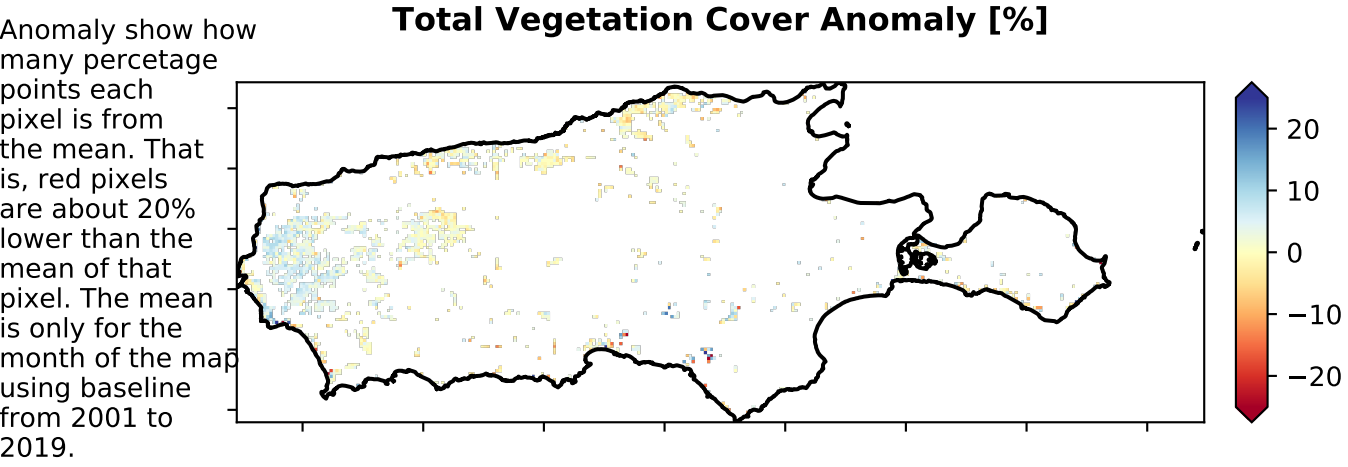 Total Vegetation Cover Anomaly [%]
Anomaly show how
many percetage
points each
pixel is from
the mean. That
is, red pixels
are about 20%
lower than the
mean of that
pixel. The mean
is only for the
month of the map
using baseline
from 2001 to
2019.
20
10
0
−10
−20